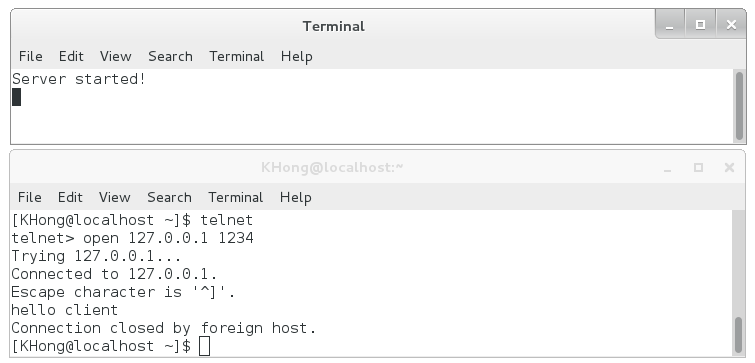 Terminal
File Edit View Search Terminal Help
Server started!
KHong@localhost:~
File Edit View Search Terminal Help
[KHong@localhost ~]$ telnet
telnet> open 127.0.0.1 1234
Trying 127.0.0.1...
Connected to 127.0.0.1.
Escape character is '^]'.
hello client
Connection closed by foreign host.
[KHong@localhost ~]$